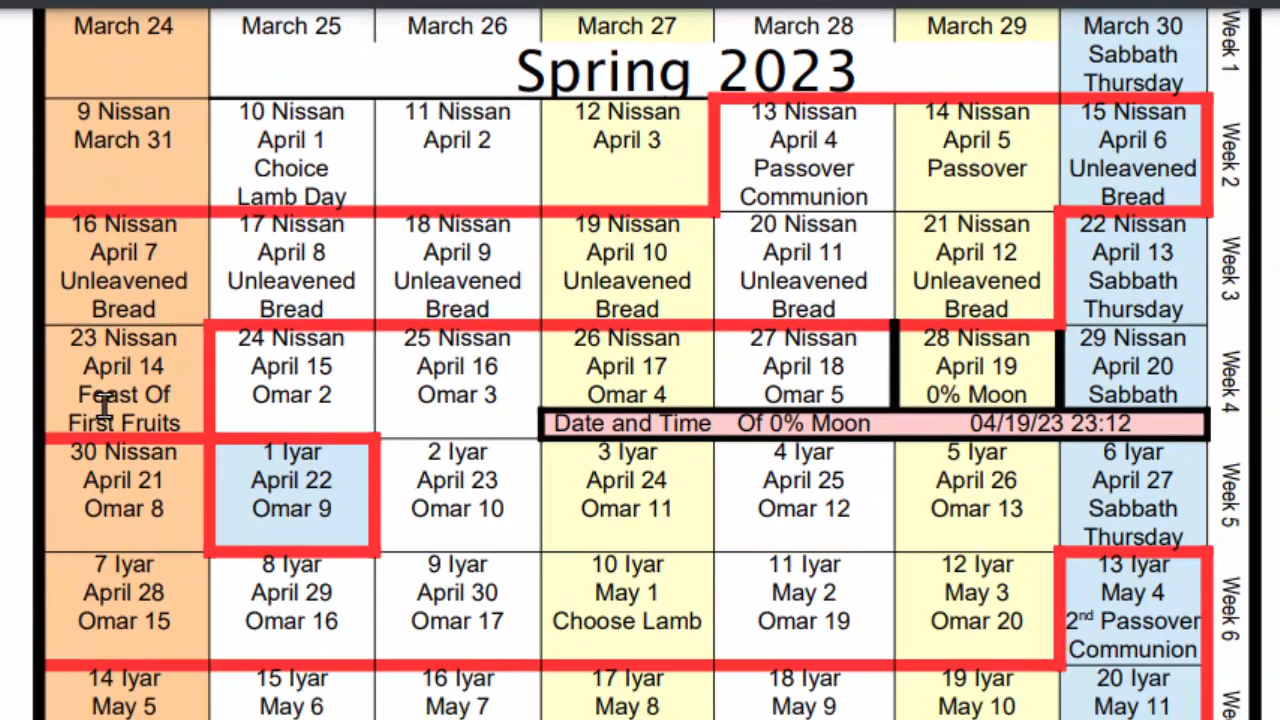 March 24 March 25 March 26 March 27 March 28 March 29 March 30
Sabbath
Thursday
Week 1
Spring 2023
9 Nissan 10 Nissan 11 Nissan 12 Nissan 13 Nissan 14 Nissan 15 Nissan
March 31 April 1 April 2 April 3 April 4 April 5 April 6
Choice Passover Passover Unleavened
Lamb Day Communion Bread
Week 2
16 Nissan 17 Nissan 18 Nissan 19 Nissan 20 Nissan 21 Nissan 22 Nissan
April 7 April 8 April 9 April 10 April 11 April 12 April 13
Unleavened Unleavened Unleavened Unleavened Unleavened Unleavened Sabbath
Bread Bread Bread Bread Bread Bread Thursday
Week 3
23 Nissan 24 Nissan 25 Nissan 26 Nissan 27 Nissan 28 Nissan 29 Nissan
April 14 April 15 April 16 April 17 April 18 April 19 April 20
Feast Of Omar 2 Omar 3 Omar 4 Omar 5 0% Moon Sabbath
First Fruits Date and Time Of 0% Moon 04/19/23 23:12
Week 4
30 Nissan 1 Iyar 2 Iyar 3 Iyar 4 Iyar 5 Iyar 6 Iyar
April 21 April 22 April 23 April 24 April 25 April 26 April 27
Omar 8 Omar 9 Omar 10 Omar 11 Omar 12 Omar 13 Sabbath
Thursday
Week 5
7 Iyar 8 Iyar 9 Iyar 10 Iyar 11 Iyar 12 Iyar 13 Iyar
April 28 April 29 April 30 May 1 May 2 May 3 May 4
Omar 15 Omar 16 Omar 17 Choose Lamb Omar 19 Omar 20 2nd Passover
Communion
Week 6
14 Iyar 15 Iyar 16 Iyar 17 Iyar 18 Iyar 19 Iyar 20 Iyar
May 5 May 6 May 7 May 8 May 9 May 10 May 11